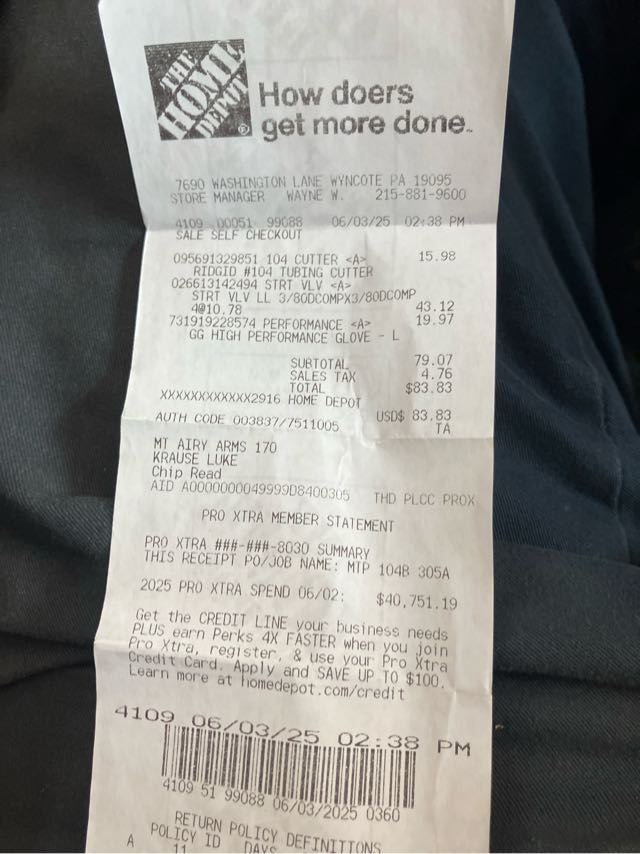 THE
HOME
DEPOT
How doers
get more done.
7690 WASHINGTON LANE WYNCOTE PA 19095
STORE MANAGER WAYNE W. 215-881-9600
4109 00051 99088 06/03/25 02:38 PM
SALE SELF CHECKOUT
095691329851 104 CUTTER <A> 15.98
RIDGID #104 TUBING CUTTER
026613142494 STRT VLV <A>
STRT VLV LL 3/8ODCOMPX3/8ODCOMP
4@10.78 43.12
731919228574 PERFORMANCE <A> 19.97
GG HIGH PERFORMANCE GLOVE - L
SUBTOTAL 79.07
SALES TAX 4.76
TOTAL $83.83
XXXXXXXXXXXX2916 HOME DEPOT
USD$ 83.83
AUTH CODE 003837/7511005 TA
MT AIRY ARMS 170
KRAUSE LUKE
Chip Read
AID A0000000049999D8400305 THD PLCC PROX
PRO XTRA MEMBER STATEMENT
PRO XTRA ###-###-8030 SUMMARY
THIS RECEIPT PO/JOB NAME: MTP 104B 305A
2025 PRO XTRA SPEND 06/02: $40,751.19
Get the CREDIT LINE your business needs
PLUS earn Perks 4X FASTER when you join
Pro Xtra, register, & use your Pro Xtra
Credit Card. Apply and SAVE UP TO $100.
Learn more at homedepot.com/credit
4109 06/03/25 02:38 PM
4109 51 99088 06/03/2025 0360
RETURN POLICY DEFINITIONS
POLICY ID DAYS
A 11